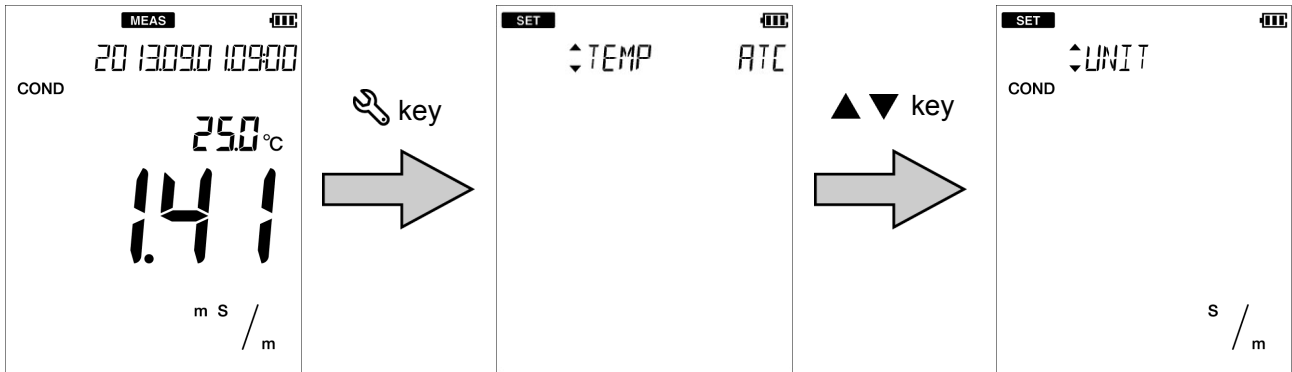 MEAS
2013.09.01.09:00
COND
25.0 °C
1.41
m S / m
key
SET
TEMP ATC
▲ ▼ key
SET
UNIT
COND
S / m